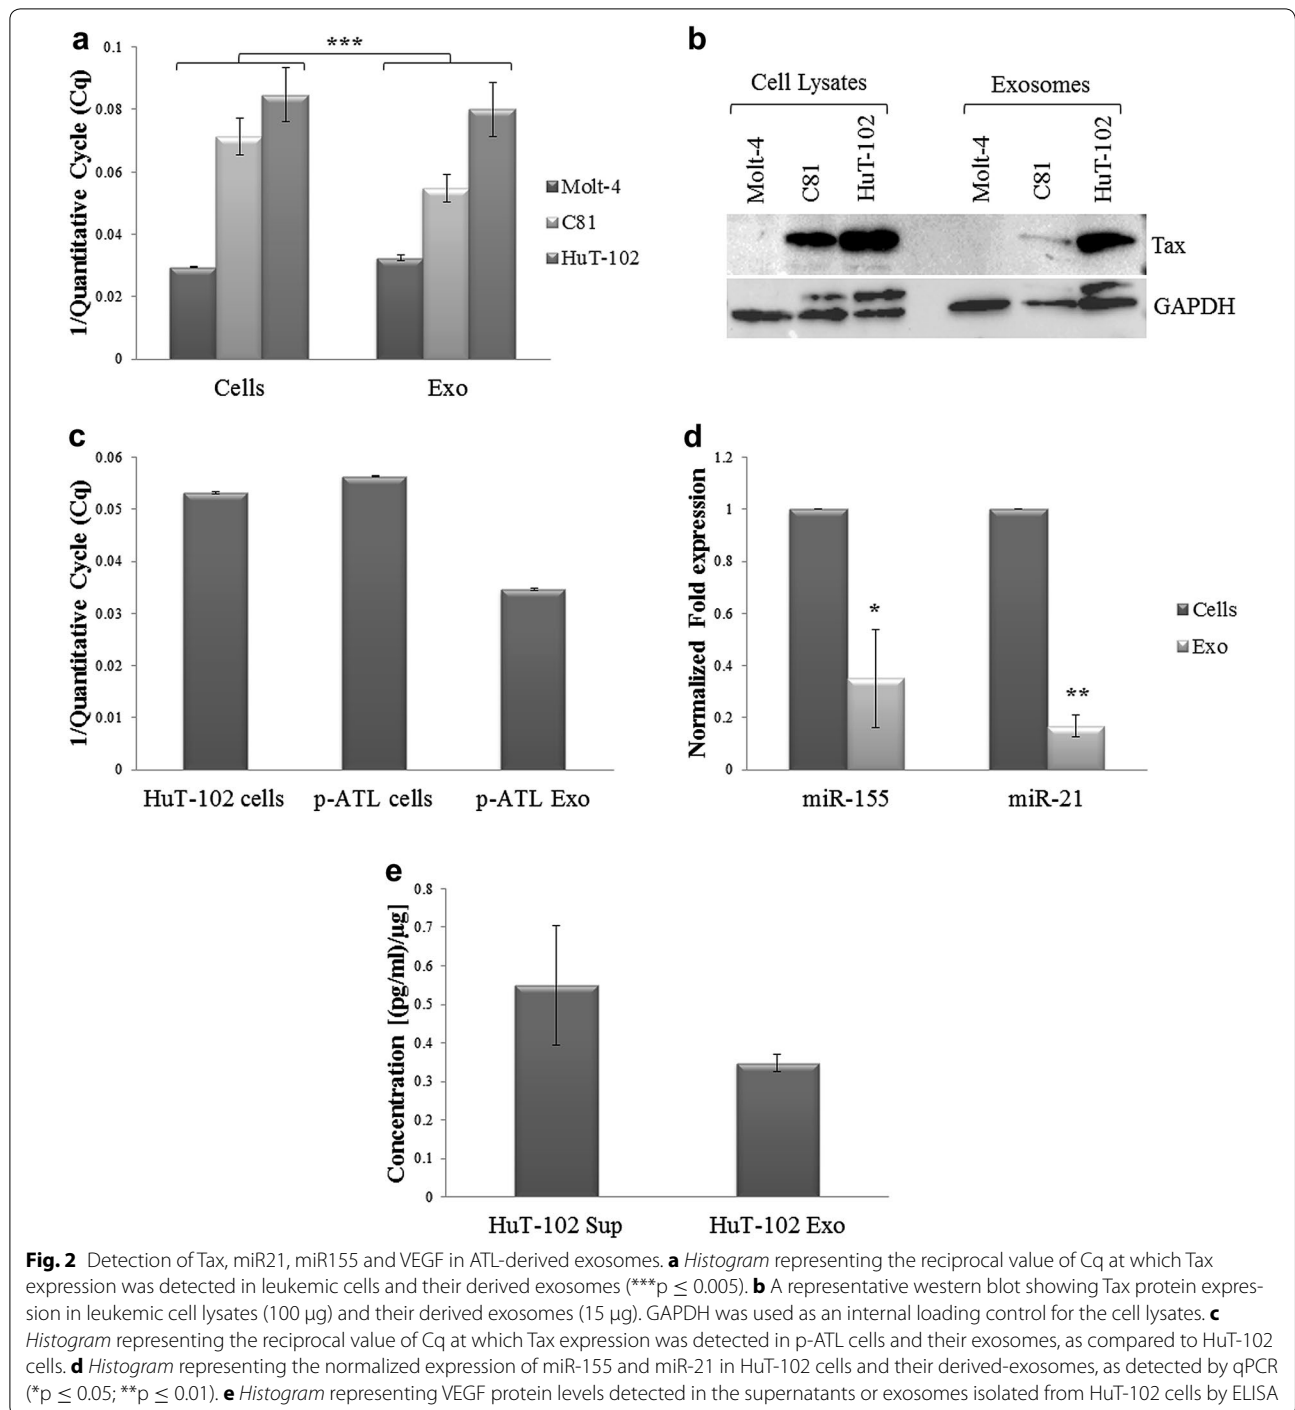 a
***
0.1
0.08
0.06
0.04
0.02
0
1/Quantitative Cycle (Cq)
Cells
Exo
Molt-4
C81
HuT-102
b
Cell Lysates
Exosomes
Molt-4
C81
HuT-102
Molt-4
C81
HuT-102
Tax
GAPDH
c
0.06
0.05
0.04
0.03
0.02
0.01
0
1/Quantitative Cycle (Cq)
HuT-102 cells
p-ATL cells
p-ATL Exo
d
1.2
1
0.8
0.6
0.4
0.2
0
Normalized Fold expression
*
**
miR-155
miR-21
Cells
Exo
e
0.8
0.7
0.6
0.5
0.4
0.3
0.2
0.1
0
Concentration [(pg/ml)/µg]
HuT-102 Sup
HuT-102 Exo
Fig. 2 Detection of Tax, miR21, miR155 and VEGF in ATL-derived exosomes. a Histogram representing the reciprocal value of Cq at which Tax
expression was detected in leukemic cells and their derived exosomes (***p ≤ 0.005). b A representative western blot showing Tax protein expres-
sion in leukemic cell lysates (100 µg) and their derived exosomes (15 µg). GAPDH was used as an internal loading control for the cell lysates. c
Histogram representing the reciprocal value of Cq at which Tax expression was detected in p-ATL cells and their exosomes, as compared to HuT-102
cells. d Histogram representing the normalized expression of miR-155 and miR-21 in HuT-102 cells and their derived-exosomes, as detected by qPCR
(*p ≤ 0.05; **p ≤ 0.01). e Histogram representing VEGF protein levels detected in the supernatants or exosomes isolated from HuT-102 cells by ELISA